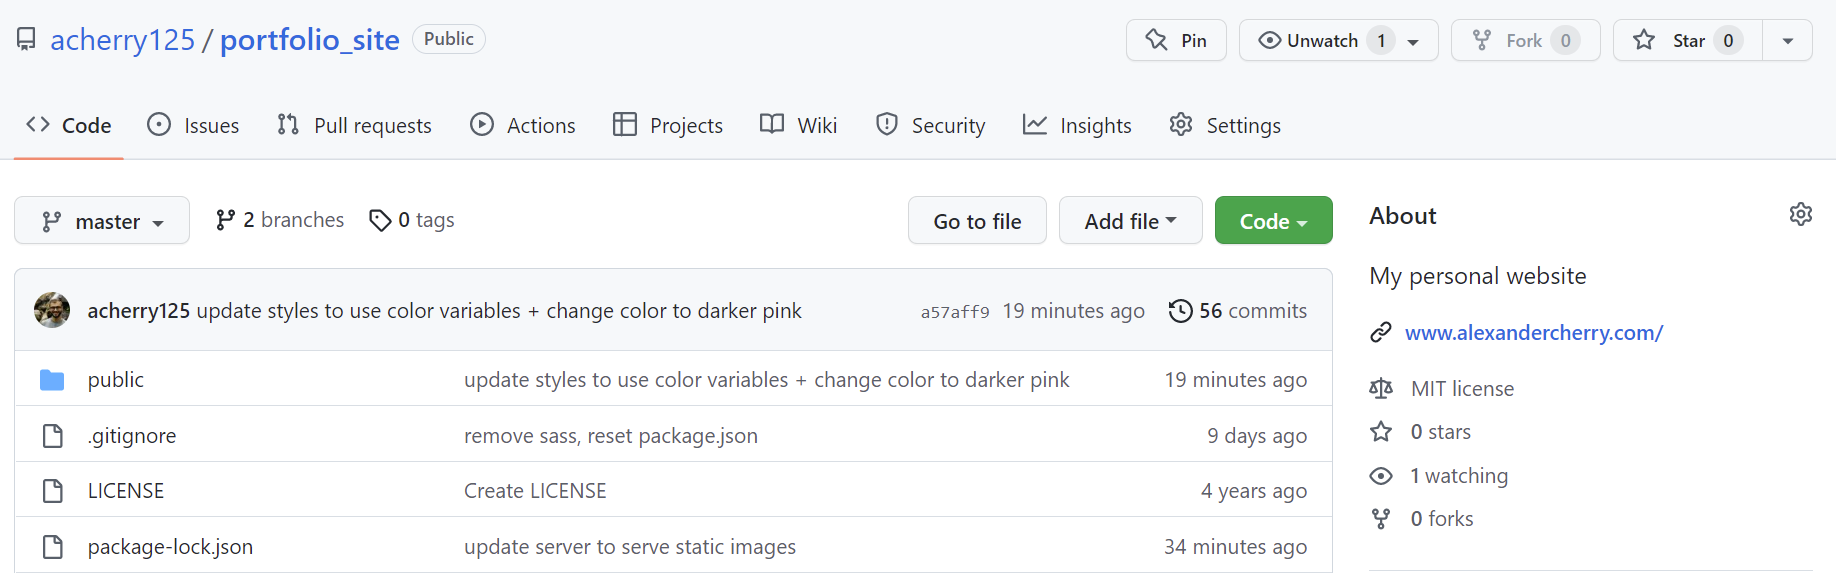 acherry125 / portfolio_site Public Pin Unwatch 1 Fork 0 Star 0
Code Issues Pull requests Actions Projects Wiki Security Insights Settings
master 2 branches 0 tags Go to file Add file Code
acherry125 update styles to use color variables + change color to darker pink a57aff9 19 minutes ago 56 commits
public update styles to use color variables + change color to darker pink 19 minutes ago
.gitignore remove sass, reset package.json 9 days ago
LICENSE Create LICENSE 4 years ago
package-lock.json update server to serve static images 34 minutes ago
About
My personal website
www.alexandercherry.com/
MIT license
0 stars
1 watching
0 forks